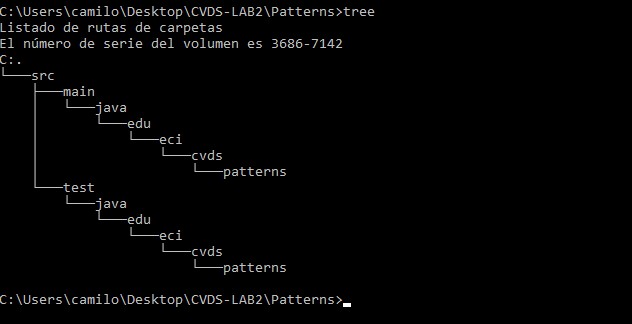 C:\Users\camilo\Desktop\CVDS-LAB2\Patterns>tree
Listado de rutas de carpetas
El número de serie del volumen es 3686-7142
C:.
└───src
    ├───main
    │   └───java
    │       └───edu
    │           └───eci
    │               └───cvds
    │                   └───patterns
    └───test
        └───java
            └───edu
                └───eci
                    └───cvds
                        └───patterns
C:\Users\camilo\Desktop\CVDS-LAB2\Patterns>